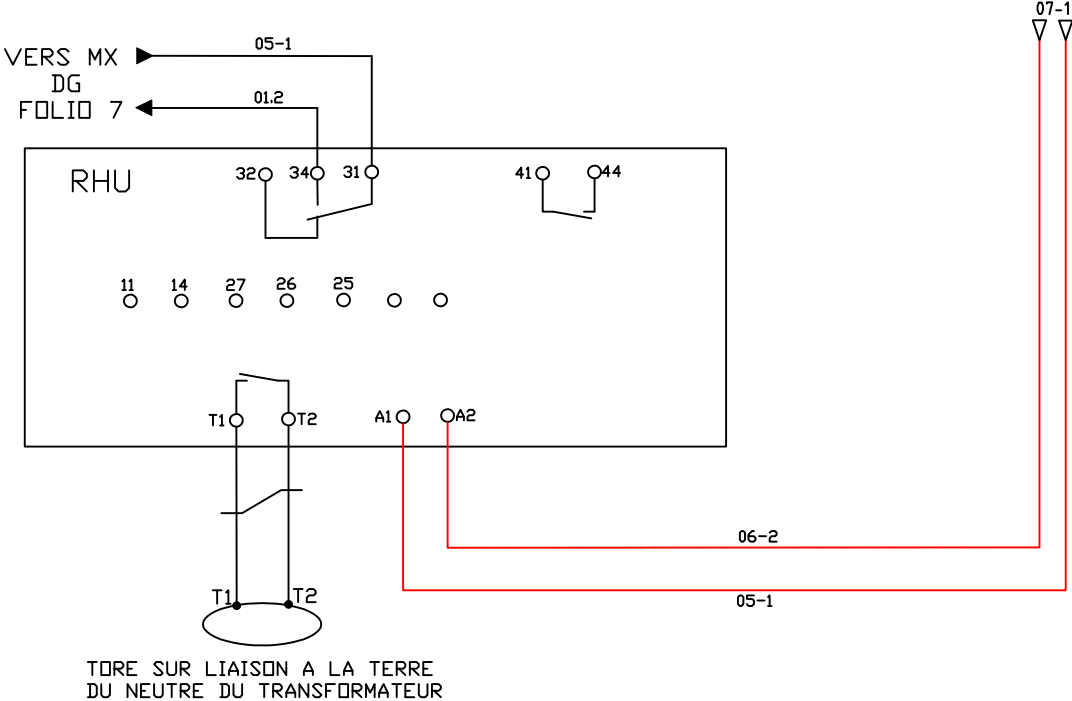 07-1
05-1
VERS MX
DG
01.2
FOLIO 7
RHU
32 34 31 41 44
11 14 27 26 25
T1 T2 A1 A2
06-2
05-1
T1 T2
TORE SUR LIAISON A LA TERRE
DU NEUTRE DU TRANSFORMATEUR